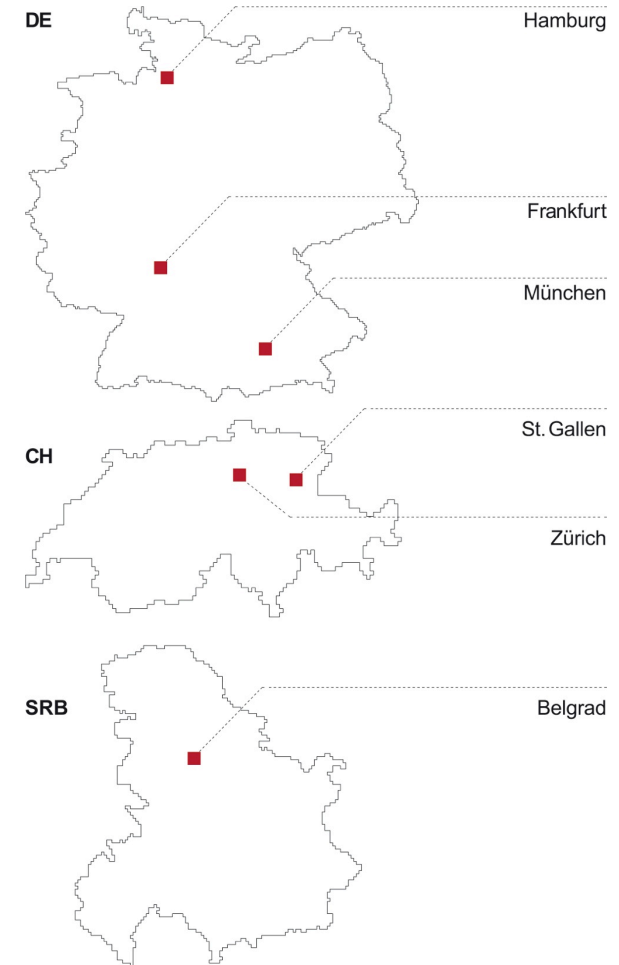 DE
Hamburg
Frankfurt
München
CH
St. Gallen
Zürich
SRB
Belgrad